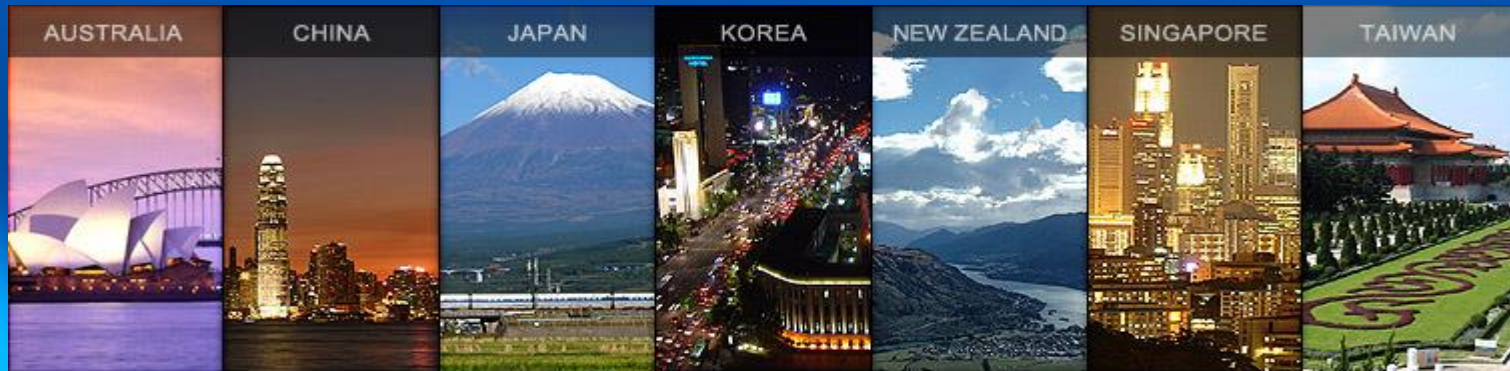 AUSTRALIA
CHINA
JAPAN
KOREA
NEW ZEALAND
SINGAPORE
TAIWAN